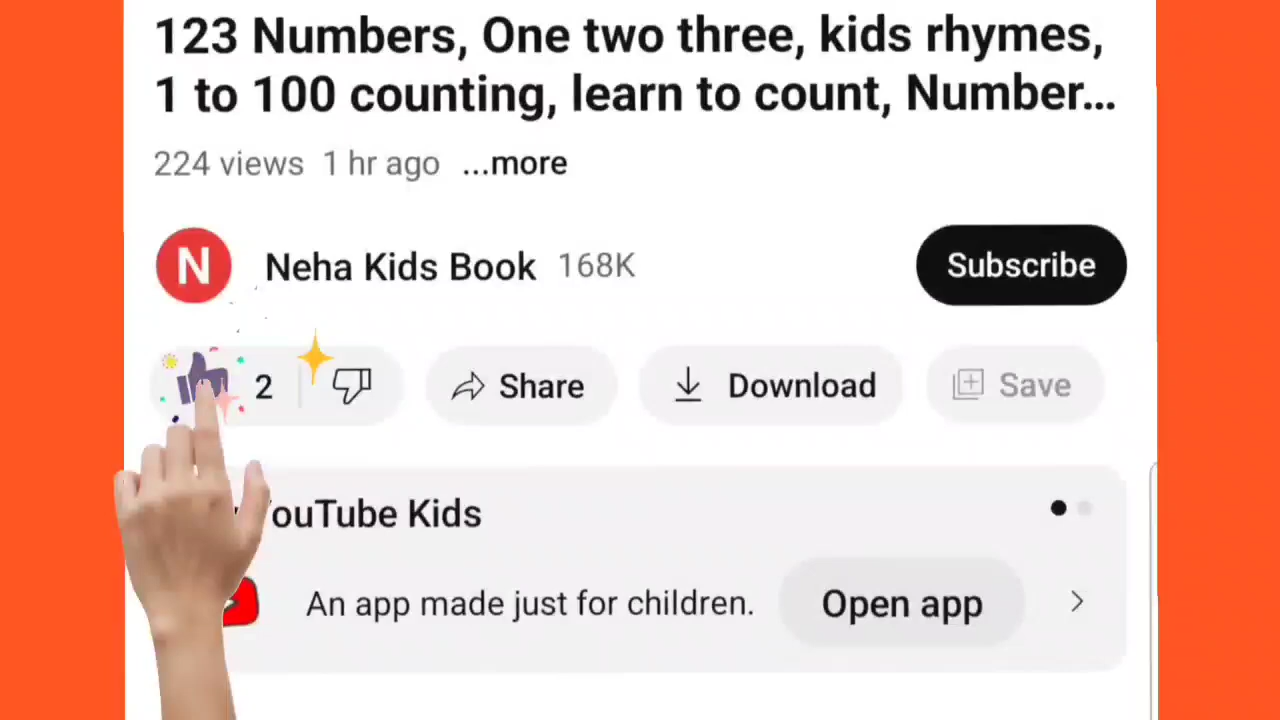 123 Numbers, One two three, kids rhymes,
1 to 100 counting, learn to count, Number...
224 views 1 hr ago ...more
N Neha Kids Book 168K Subscribe
2 Share Download Save
ouTube Kids
An app made just for children. Open app